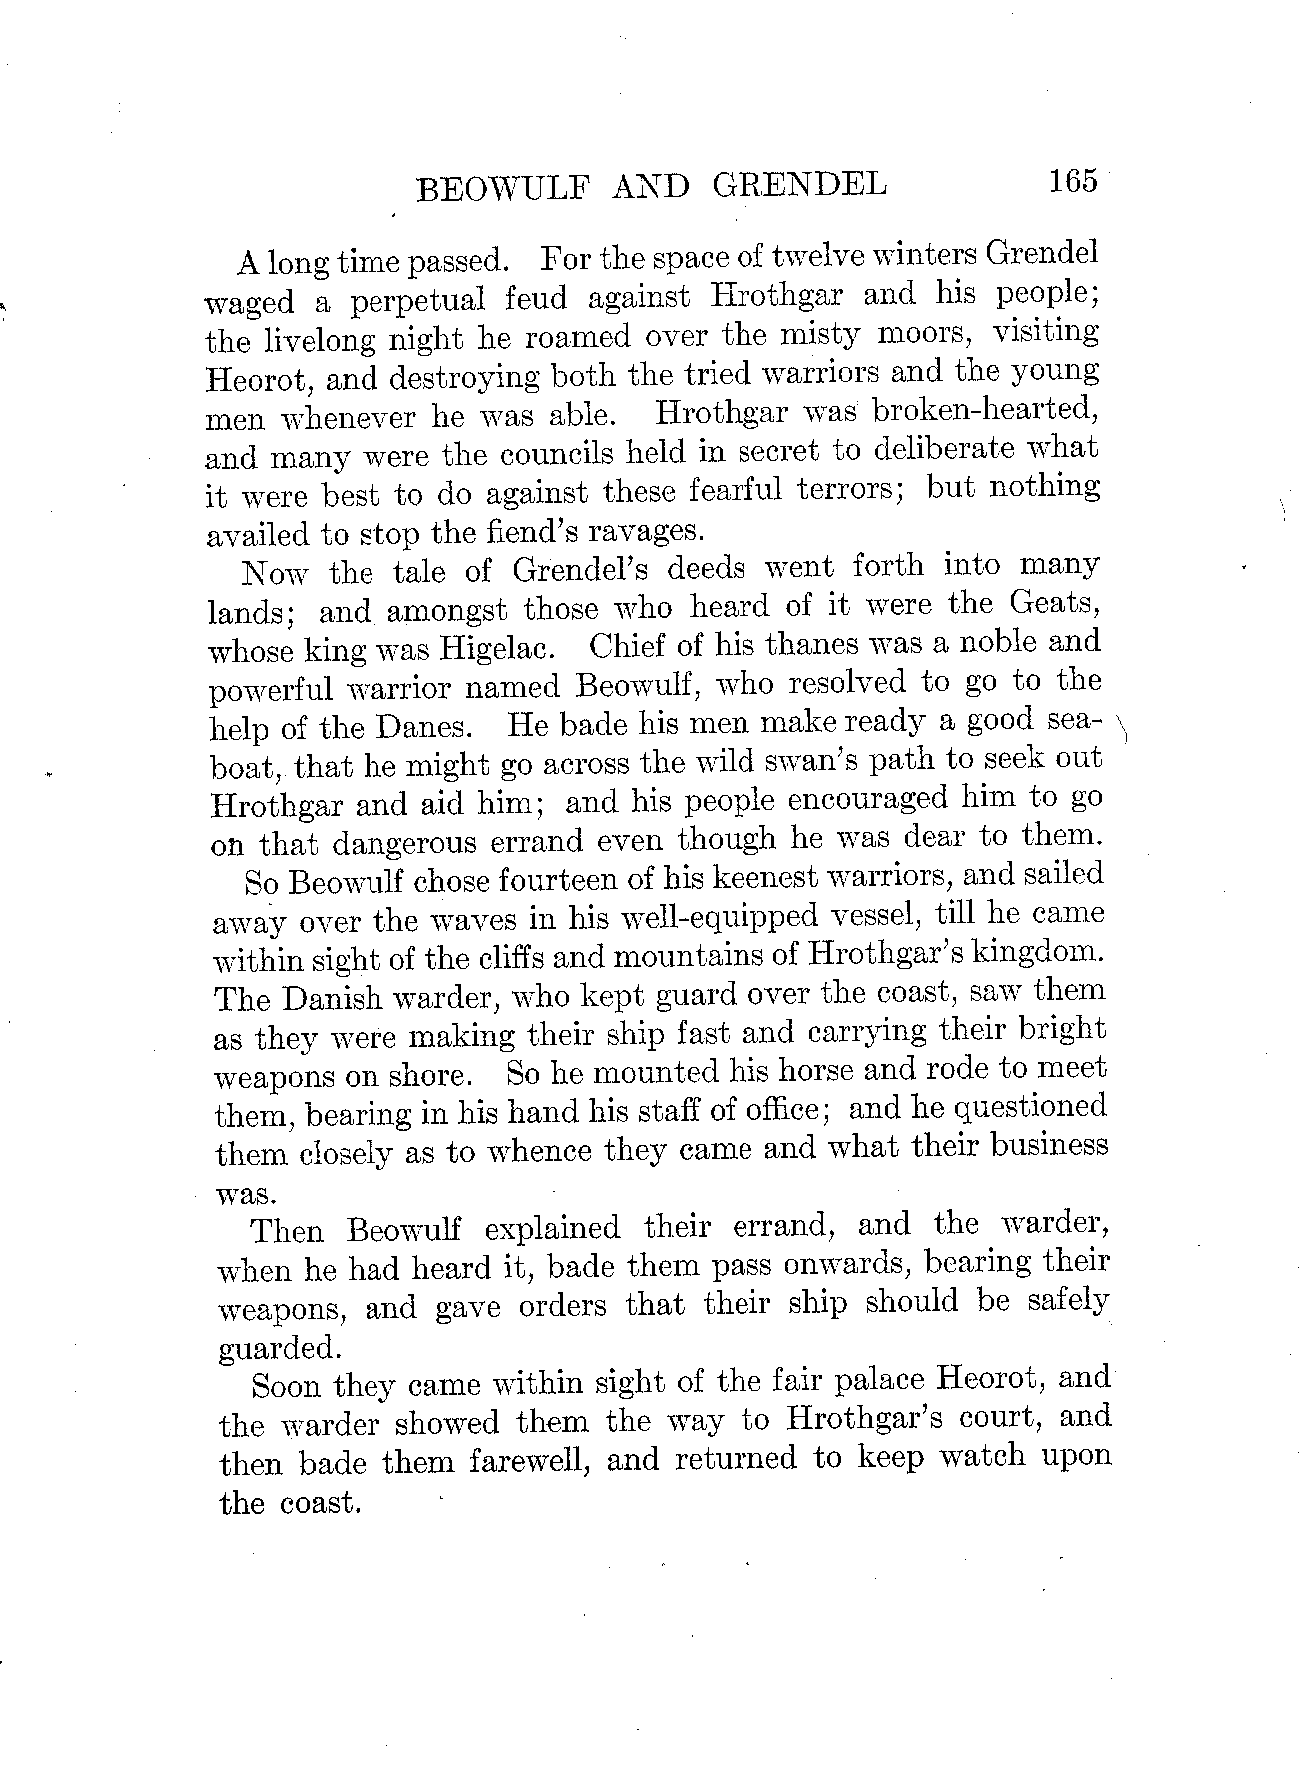 BEOWULF AND GRENDEL 165
A long time passed. For the space of twelve winters Grendel
waged a perpetual feud against Hrothgar and his people;
the livelong night he roamed over the misty moors, visiting
Heorot, and destroying both the tried warriors and the young
men whenever he was able. Hrothgar was broken-hearted,
and many were the councils held in secret to deliberate what
it were best to do against these fearful terrors; but nothing
availed to stop the fiend's ravages.
Now the tale of Grendel's deeds went forth into many
lands; and amongst those who heard of it were the Geats,
whose king was Higelac. Chief of his thanes was a noble and
powerful warrior named Beowulf, who resolved to go to the
help of the Danes. He bade his men make ready a good sea-
boat, that he might go across the wild swan's path to seek out
Hrothgar and aid him; and his people encouraged him to go
on that dangerous errand even though he was dear to them.
So Beowulf chose fourteen of his keenest warriors, and sailed
away over the waves in his well-equipped vessel, till he came
within sight of the cliffs and mountains of Hrothgar's kingdom.
The Danish warder, who kept guard over the coast, saw them
as they were making their ship fast and carrying their bright
weapons on shore. So he mounted his horse and rode to meet
them, bearing in his hand his staff of office; and he questioned
them closely as to whence they came and what their business
was.
Then Beowulf explained their errand, and the warder,
when he had heard it, bade them pass onwards, bearing their
weapons, and gave orders that their ship should be safely
guarded.
Soon they came within sight of the fair palace Heorot, and
the warder showed them the way to Hrothgar's court, and
then bade them farewell, and returned to keep watch upon
the coast.